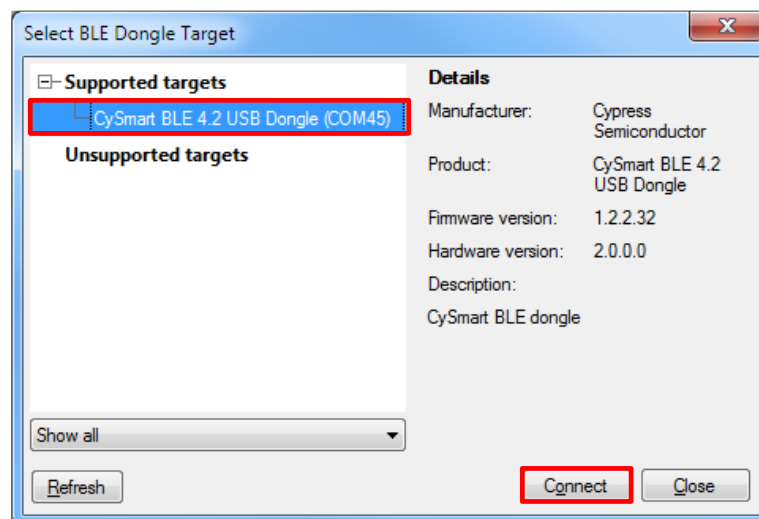 Select BLE Dongle Target
Supported targets
CySmart BLE 4.2 USB Dongle (COM45)
Unsupported targets
Show all
Refresh
Details
Manufacturer: Cypress
Semiconductor
Product: CySmart BLE 4.2
USB Dongle
Firmware version: 1.2.2.32
Hardware version: 2.0.0.0
Description:
CySmart BLE dongle
Connect
Close